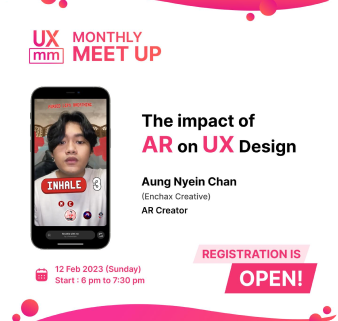 UX
mm
MONTHLY
MEET UP
The impact of
AR on UX Design
Aung Nyein Chan
(Enchax Creative)
AR Creator
INHALE 3
12 Feb 2023 (Sunday)
Start : 6 pm to 7:30 pm
REGISTRATION IS
OPEN!